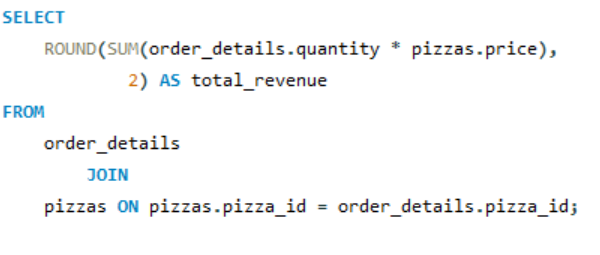 SELECT
ROUND(SUM(order_details.quantity * pizzas.price),
2) AS total_revenue
FROM
order_details
JOIN
pizzas ON pizzas.pizza_id = order_details.pizza_id;